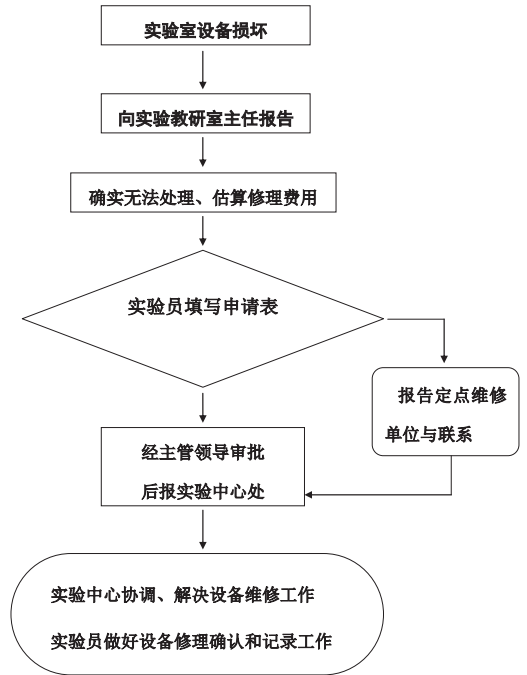 实验室设备损坏
向实验教研室主任报告
确实无法处理、估算修理费用
实验员填写申请表
报告定点维修
单位与联系
经主管领导审批
后报实验中心处
实验中心协调、解决设备维修工作
实验员做好设备修理确认和记录工作